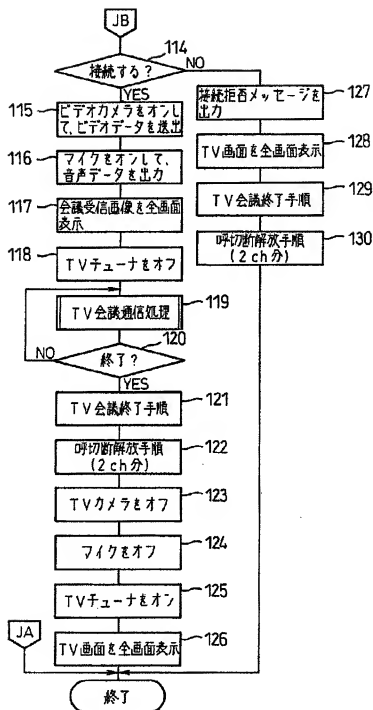 JB
114
接続する?
NO
YES
115
ビデオカメラをオンし
て、ビデオデータを送出
116
マイクをオンして、
音声データを出力
117
会議受信画像を全画面
表示
118
TVチューナをオフ
TV会議通信処理
119
120
NO
終了?
YES
TV会議終了手順
121
呼切断解放手順
(2ch分)
122
TVカメラをオフ
123
マイクをオフ
124
TVチューナをオン
125
JA
TV画面を全画面表示
126
終了
接続拒否メッセージを
出力
127
TV画面を全画面表示
128
TV会議終了手順
129
呼切断解放手順
(2ch分)
130